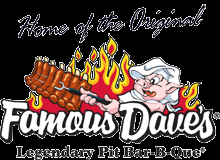 Home of the Original
Famous Dave's®
Legendary Pit Bar-B-Que®